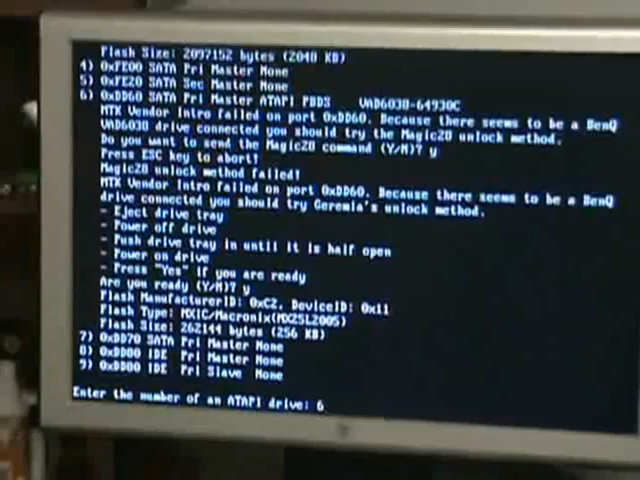 Flash Size: 2097152 bytes (2048 KB)
4) 0xFE00 SATA Pri Master None
5) 0xFE20 SATA Sec Master None
6) 0xDD60 SATA Pri Master ATAPI PBDS VAD6038-64930C
MTK Vendor Intro failed on port 0xDD60. Because there seems to be a BenQ
VAD6038 drive connected you should try the Magic28 unlock method.
Do you want to send the Magic28 command (Y/N)? y
Press ESC key to abort!
Magic28 unlock method failed!
MTK Vendor Intro failed on port 0xDD60. Because there seems to be a BenQ
drive connected you should try Geremia's unlock method.
- Eject drive tray
- Power off drive
- Push drive tray in until it is half open
- Power on drive
- Press "Yes" if you are ready
Are you ready (Y/N)? y
Flash ManufacturerID: 0xC2, DeviceID: 0x11
Flash Type: MXIC/Macronix(MX25L2005)
Flash Size: 262144 bytes (256 KB)
7) 0xDD70 SATA Pri Master None
8) 0xDD80 IDE Pri Master None
9) 0xDD80 IDE Pri Slave None
Enter the number of an ATAPI drive: 6